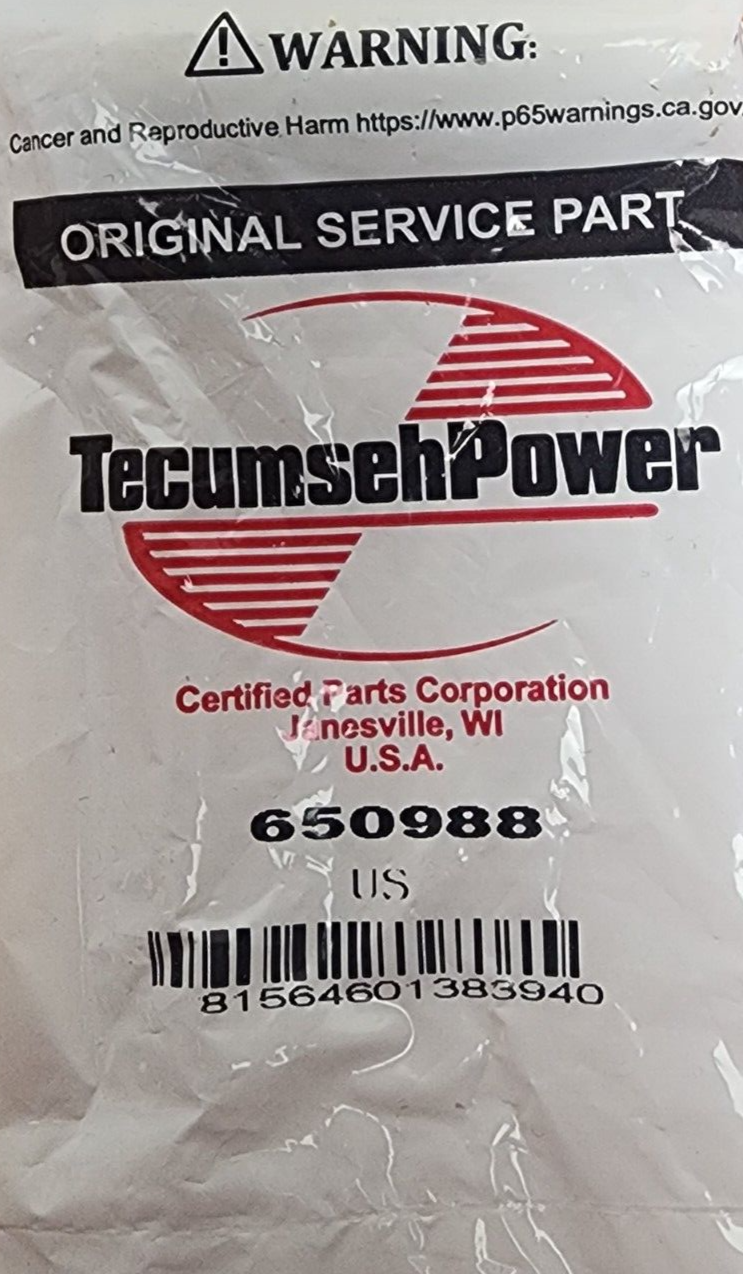 WARNING:
Cancer and Reproductive Harm https://www.p65warnings.ca.gov
ORIGINAL SERVICE PART
TecumsehPower
Certified Parts Corporation
Janesville, WI
U.S.A.
650988
US
81564601383940